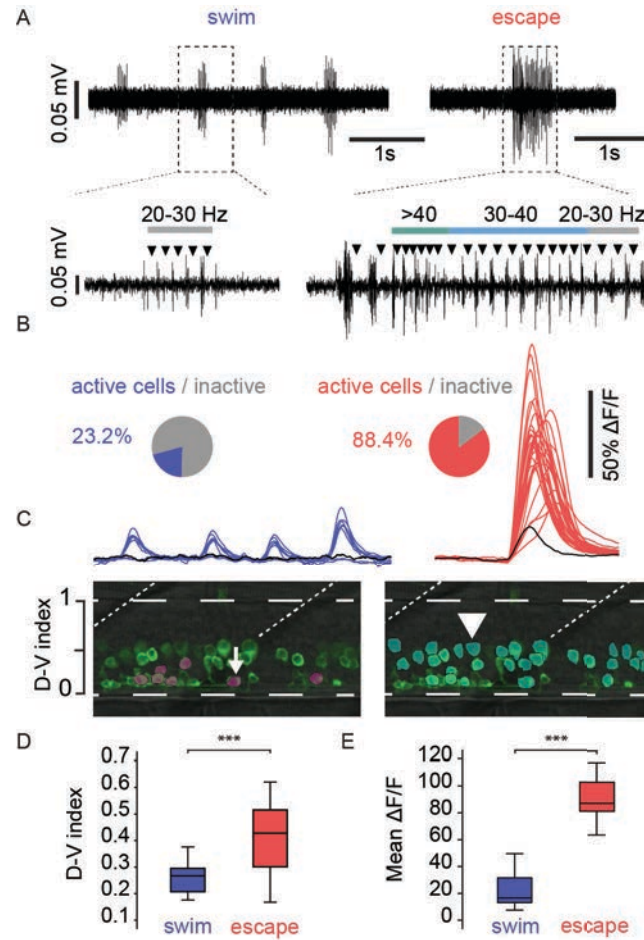 A
swim
escape
0.05 mV
1s
1s
20-30 Hz
>40
30-40
20-30 Hz
0.05 mV
B
active cells / inactive
23.2%
active cells / inactive
88.4%
50% ΔF/F
C
D-V index
1
0
D
***
D-V index
0.7
0.6
0.5
0.4
0.3
0.2
0.1
swim
escape
E
***
Mean ΔF/F
120
100
80
60
40
20
0
swim
escape